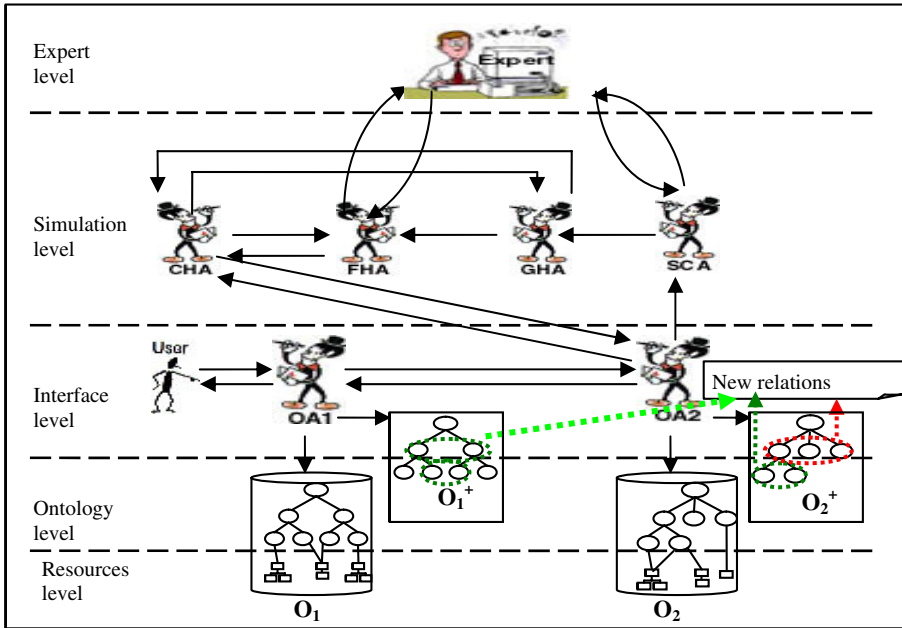 Expert
level
Expert
Simulation
level
CHA
FHA
GHA
SCA
User
Interface
level
OA1
OA2
New relations
Ontology
level
O1+
O2+
Resources
level
O1
O2